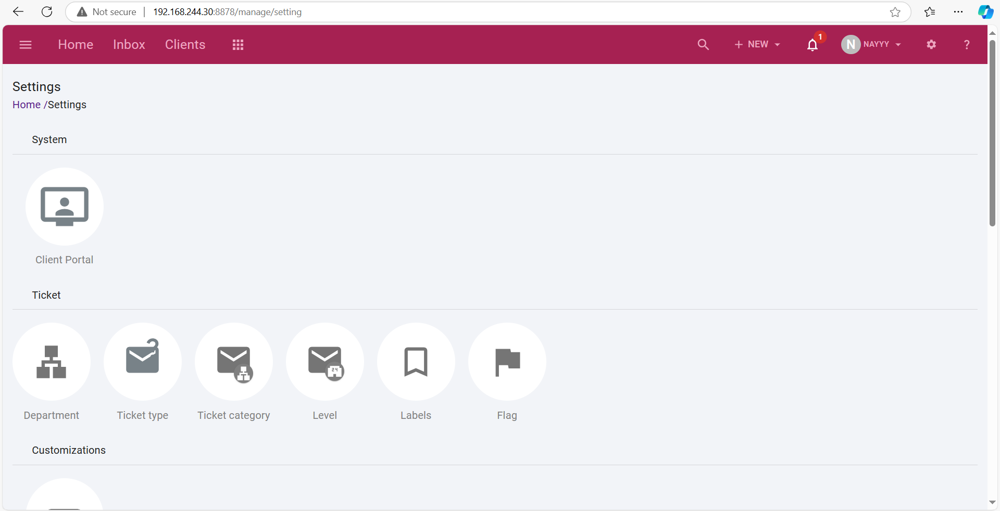 Not secure 192.168.244.30:8878/manage/setting
Home Inbox Clients NEW 1 N NAYYY ?
Settings
Home /Settings
System
Client Portal
Ticket
24
Department Ticket type Ticket category Level Labels Flag
Customizations